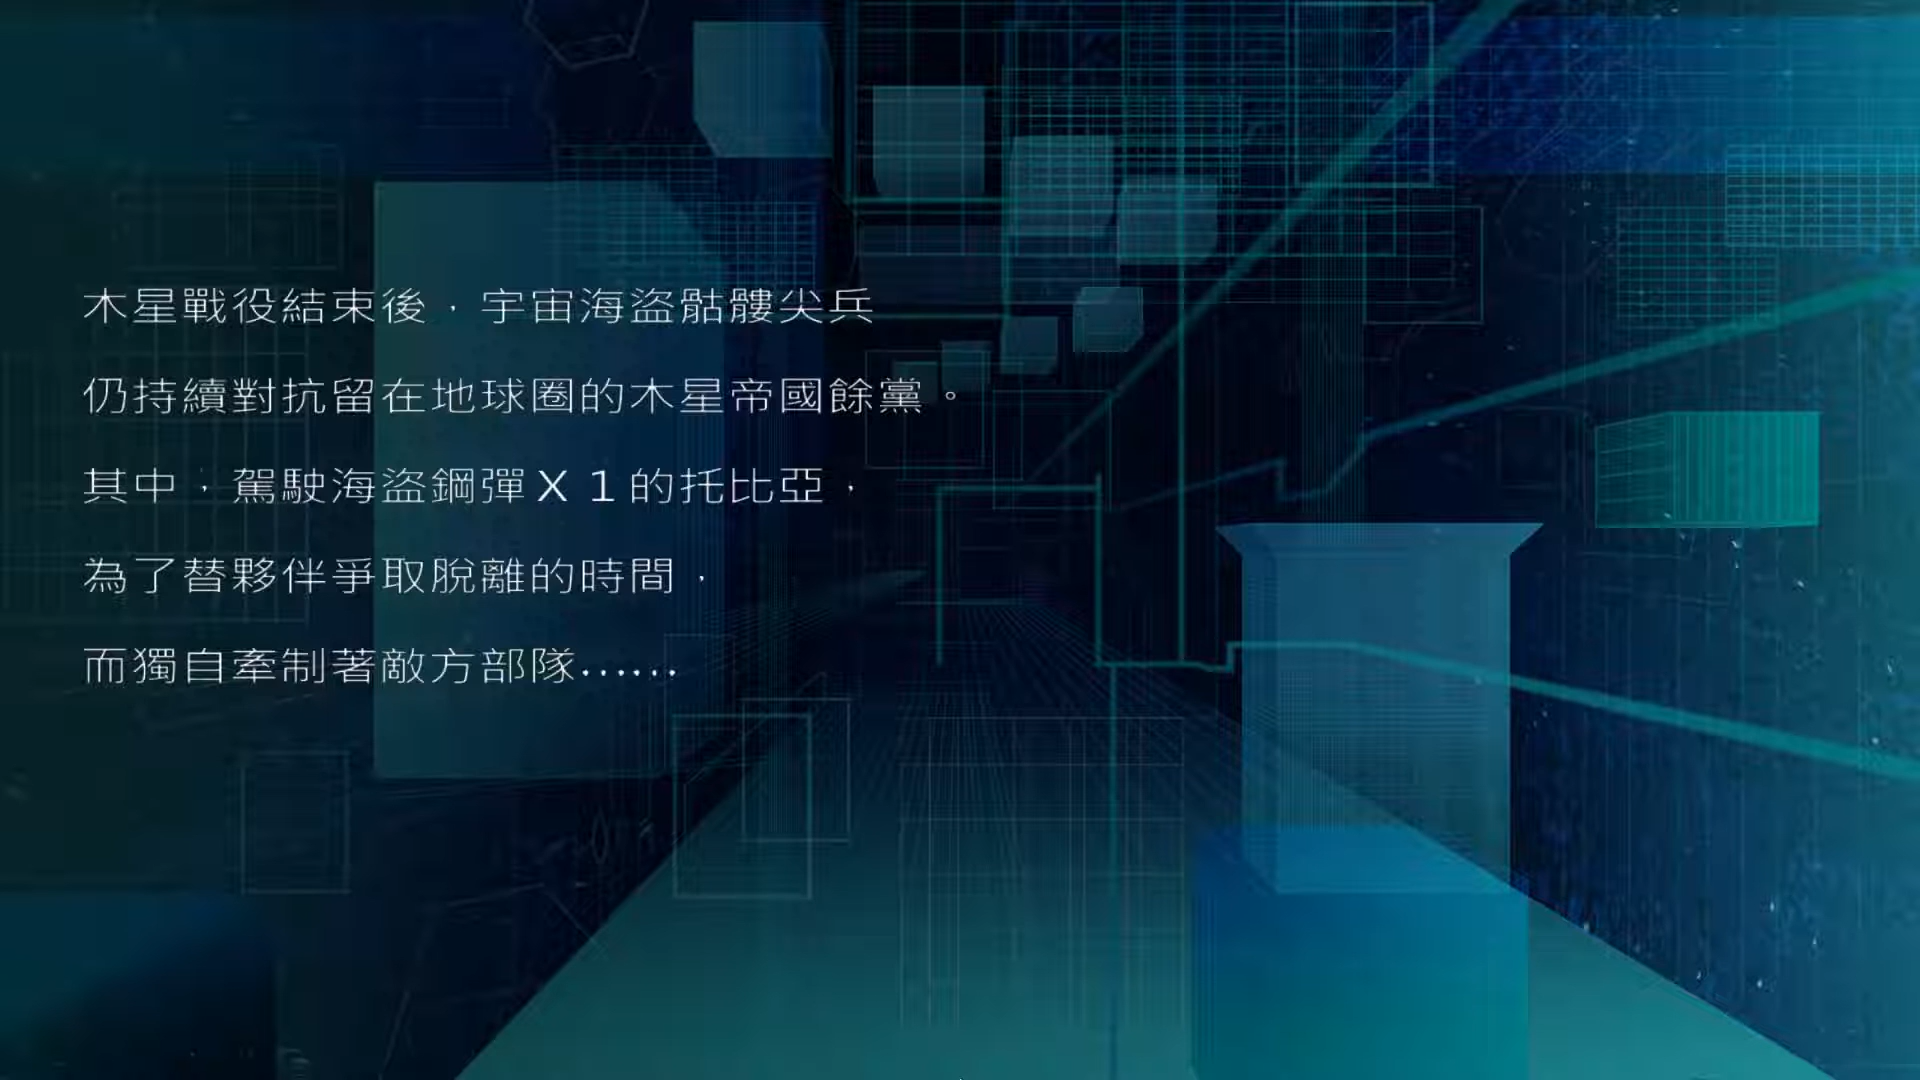 木星戰役結束後，宇宙海盜骷髏尖兵
仍持續對抗留在地球圈的木星帝國餘黨。
其中，駕駛海盜鋼彈Ｘ１的托比亞，
為了替夥伴爭取脫離的時間，
而獨自牽制著敵方部隊……